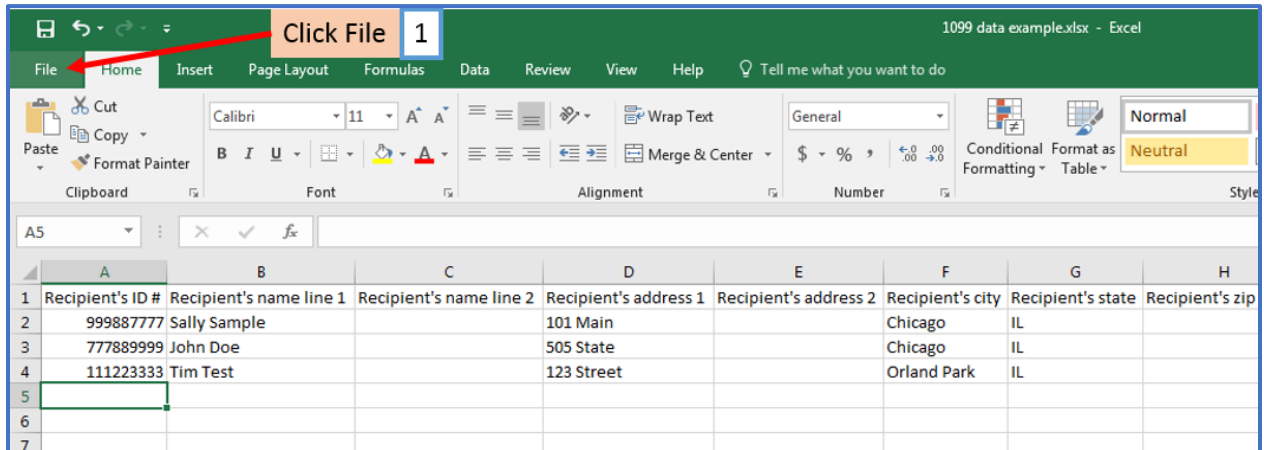 Click File 1
1099 data example.xlsx - Excel
File Home Insert Page Layout Formulas Data Review View Help Tell me what you want to do
Cut
Copy
Paste
Format Painter
Clipboard
Calibri 11 A A
B I U A
Font
Wrap Text
Merge & Center
Alignment
General
$ % , .0 .00 .00 .0
Number
Conditional Formatting
Format as Table
Normal
Neutral
Style
A5 fx
A B C D E F G H
1 Recipient's ID # Recipient's name line 1 Recipient's name line 2 Recipient's address 1 Recipient's address 2 Recipient's city Recipient's state Recipient's zip
2 999887777 Sally Sample 101 Main Chicago IL
3 777889999 John Doe 505 State Chicago IL
4 111223333 Tim Test 123 Street Orland Park IL
5
6
7